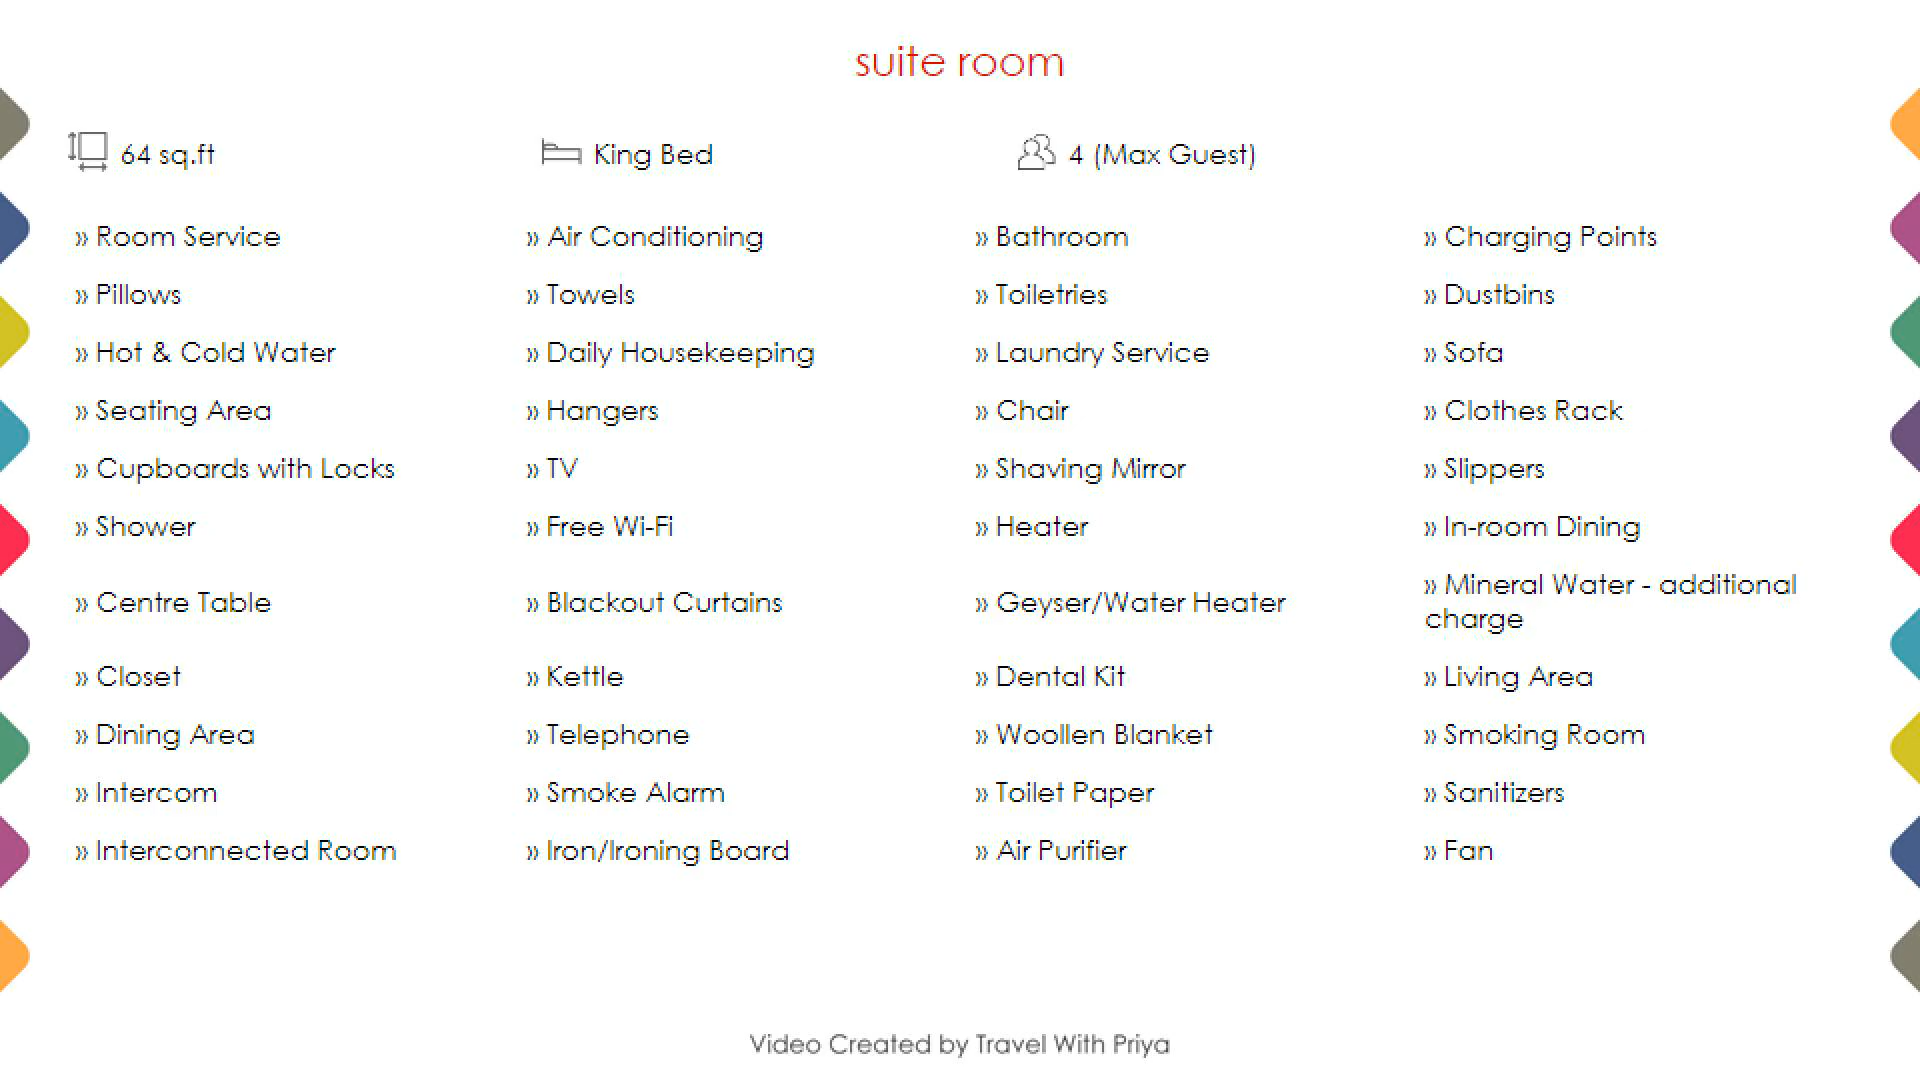 suite room
64 sq.ft
King Bed
4 (Max Guest)
» Room Service
» Air Conditioning
» Bathroom
» Charging Points
» Pillows
» Towels
» Toiletries
» Dustbins
» Hot & Cold Water
» Daily Housekeeping
» Laundry Service
» Sofa
» Seating Area
» Hangers
» Chair
» Clothes Rack
» Cupboards with Locks
» TV
» Shaving Mirror
» Slippers
» Shower
» Free Wi-Fi
» Heater
» In-room Dining
» Centre Table
» Blackout Curtains
» Geyser/Water Heater
» Mineral Water - additional
charge
» Closet
» Kettle
» Dental Kit
» Living Area
» Dining Area
» Telephone
» Woollen Blanket
» Smoking Room
» Intercom
» Smoke Alarm
» Toilet Paper
» Sanitizers
» Interconnected Room
» Iron/Ironing Board
» Air Purifier
» Fan
Video Created by Travel With Priya